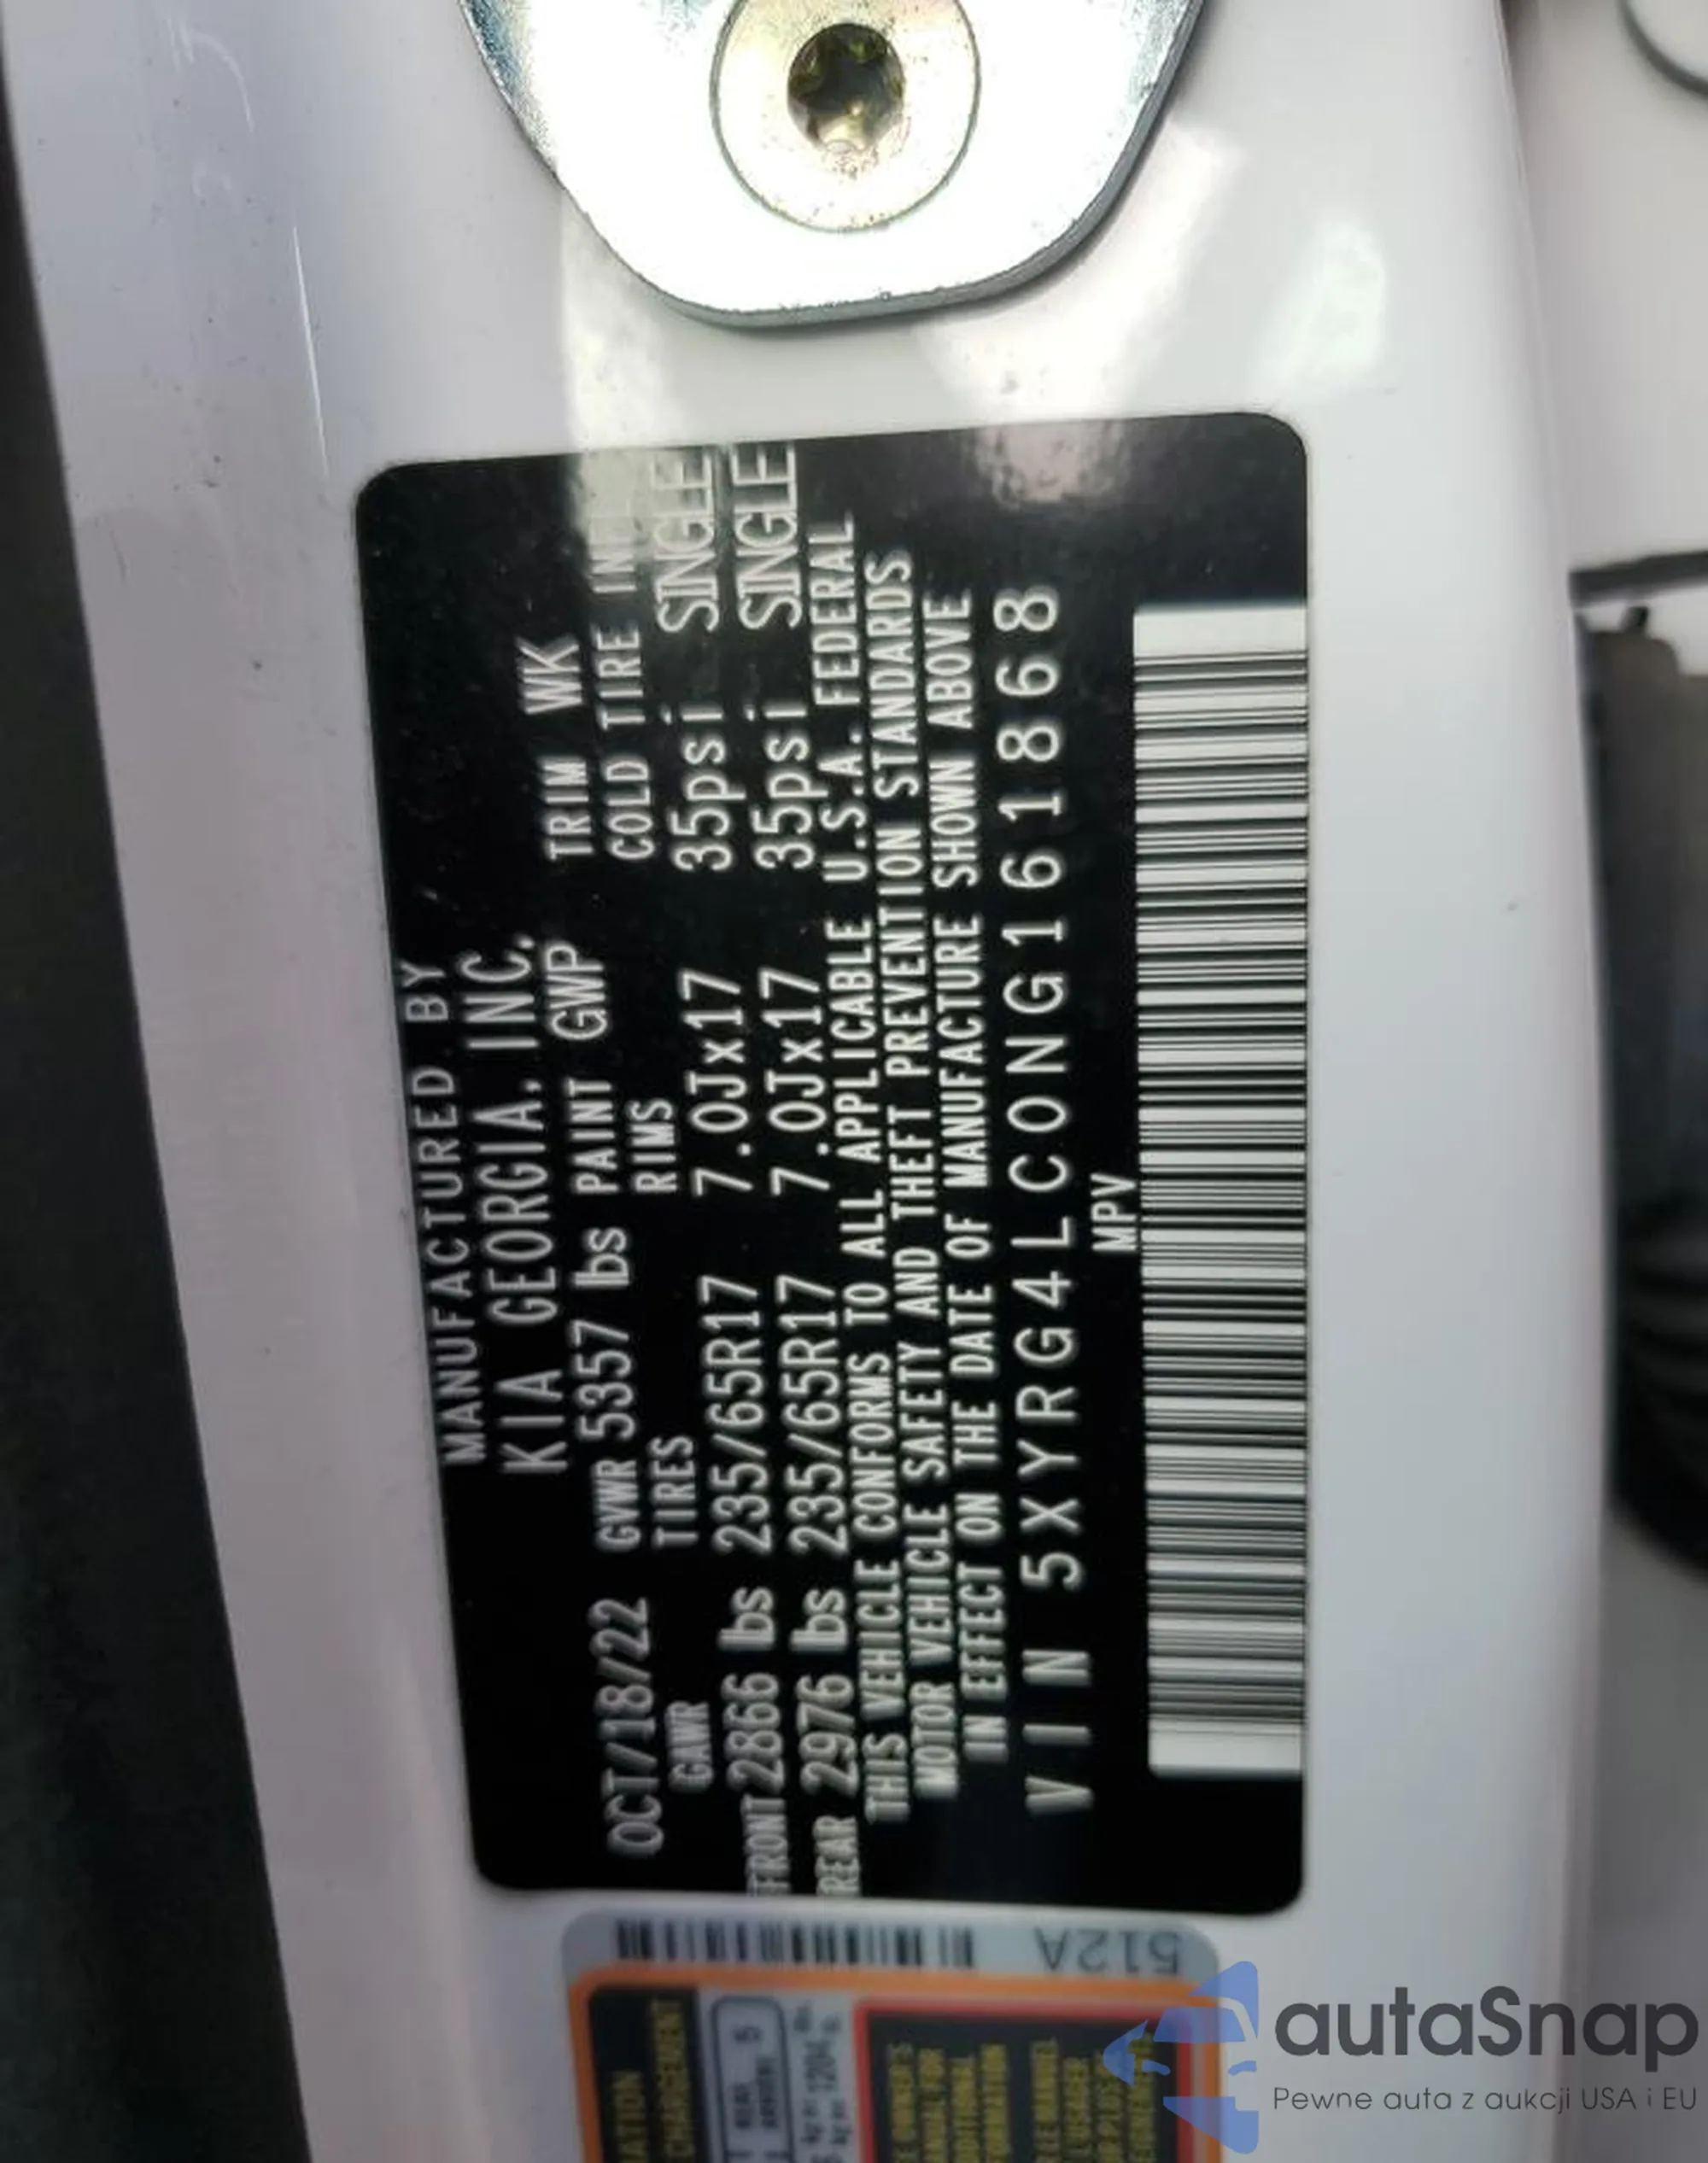 MANUFACTURED BY
KIA GEORGIA, INC.
OCT/18/22 GVWR 5357 lbs PAINT GWP TRIM WK
GAWR TIRES RIMS COLD TIRE
FRONT 2866 lbs 235/65R17 7.0Jx17 35psi SINGLE
REAR 2976 lbs 235/65R17 7.0Jx17 35psi SINGLE
THIS VEHICLE CONFORMS TO ALL APPLICABLE U.S.A. FEDERAL
MOTOR VEHICLE SAFETY AND THEFT PREVENTION STANDARDS
IN EFFECT ON THE DATE OF MANUFACTURE SHOWN ABOVE
VIN 5XYRG4LC0NG161868
MPV
512A
autaSnap
Pewne auta z aukcji USA i EU